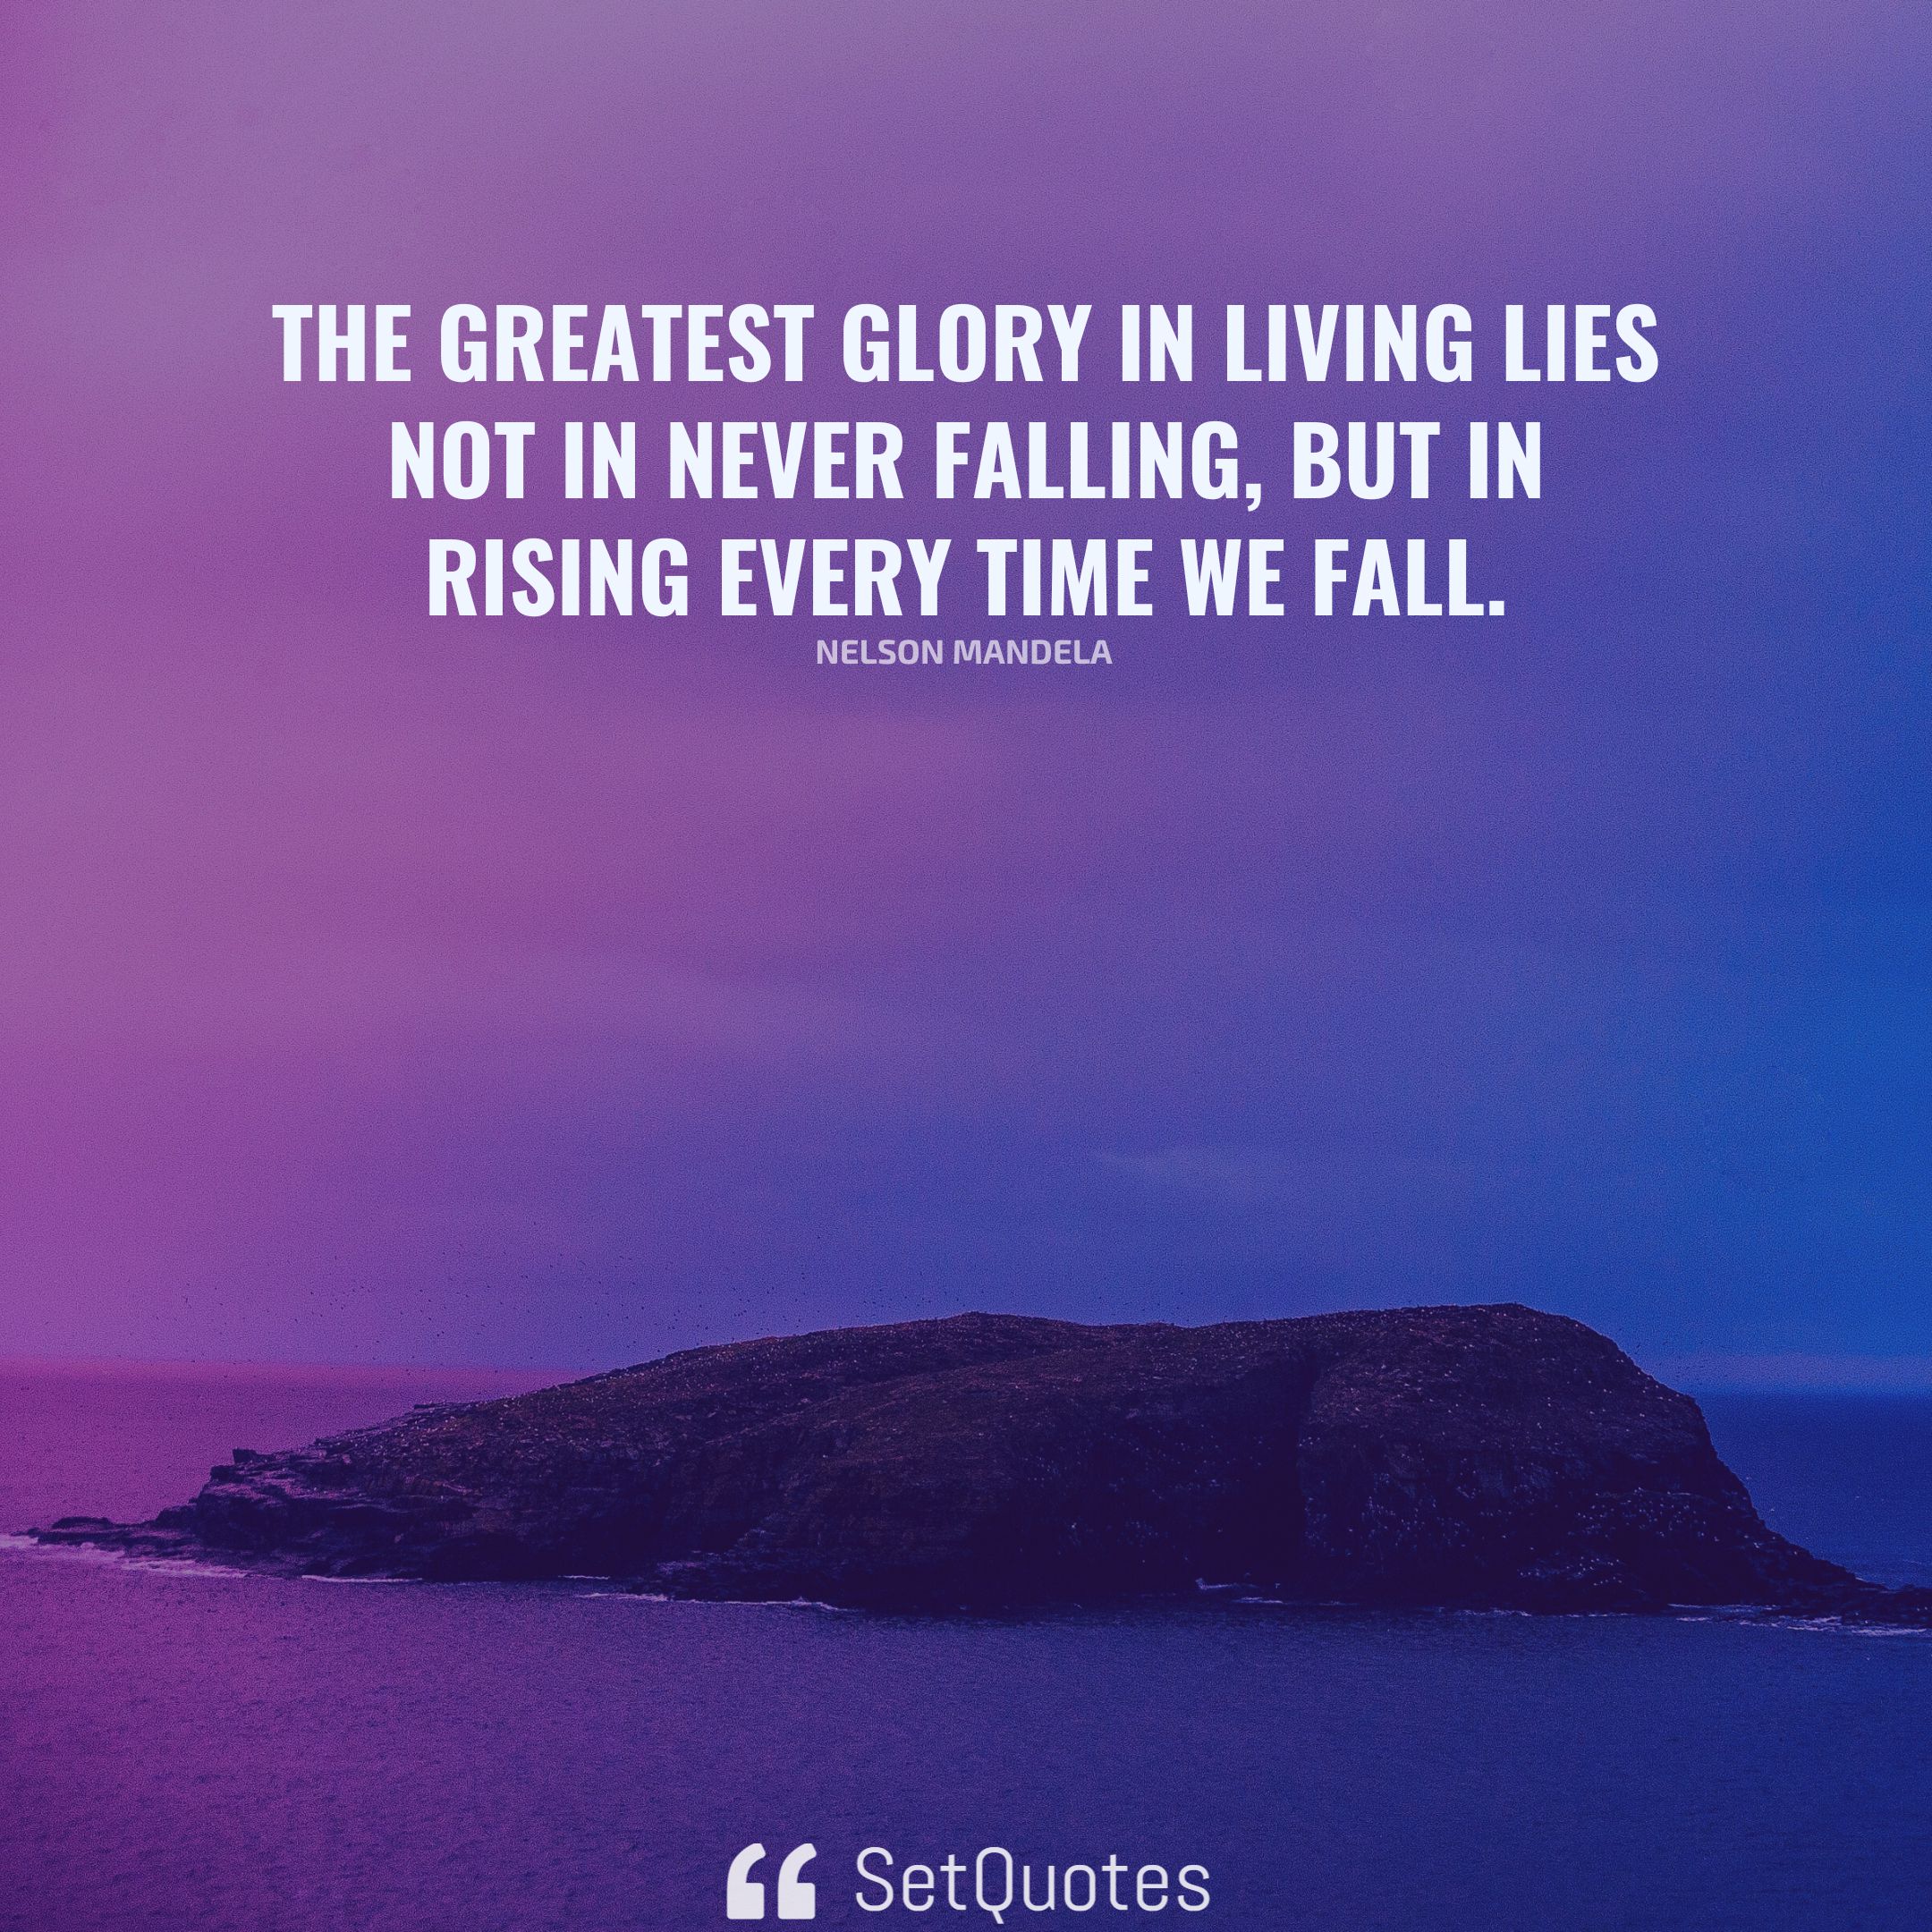 THE GREATEST GLORY IN LIVING LIES
NOT IN NEVER FALLING, BUT IN
RISING EVERY TIME WE FALL.
NELSON MANDELA
“ SetQuotes